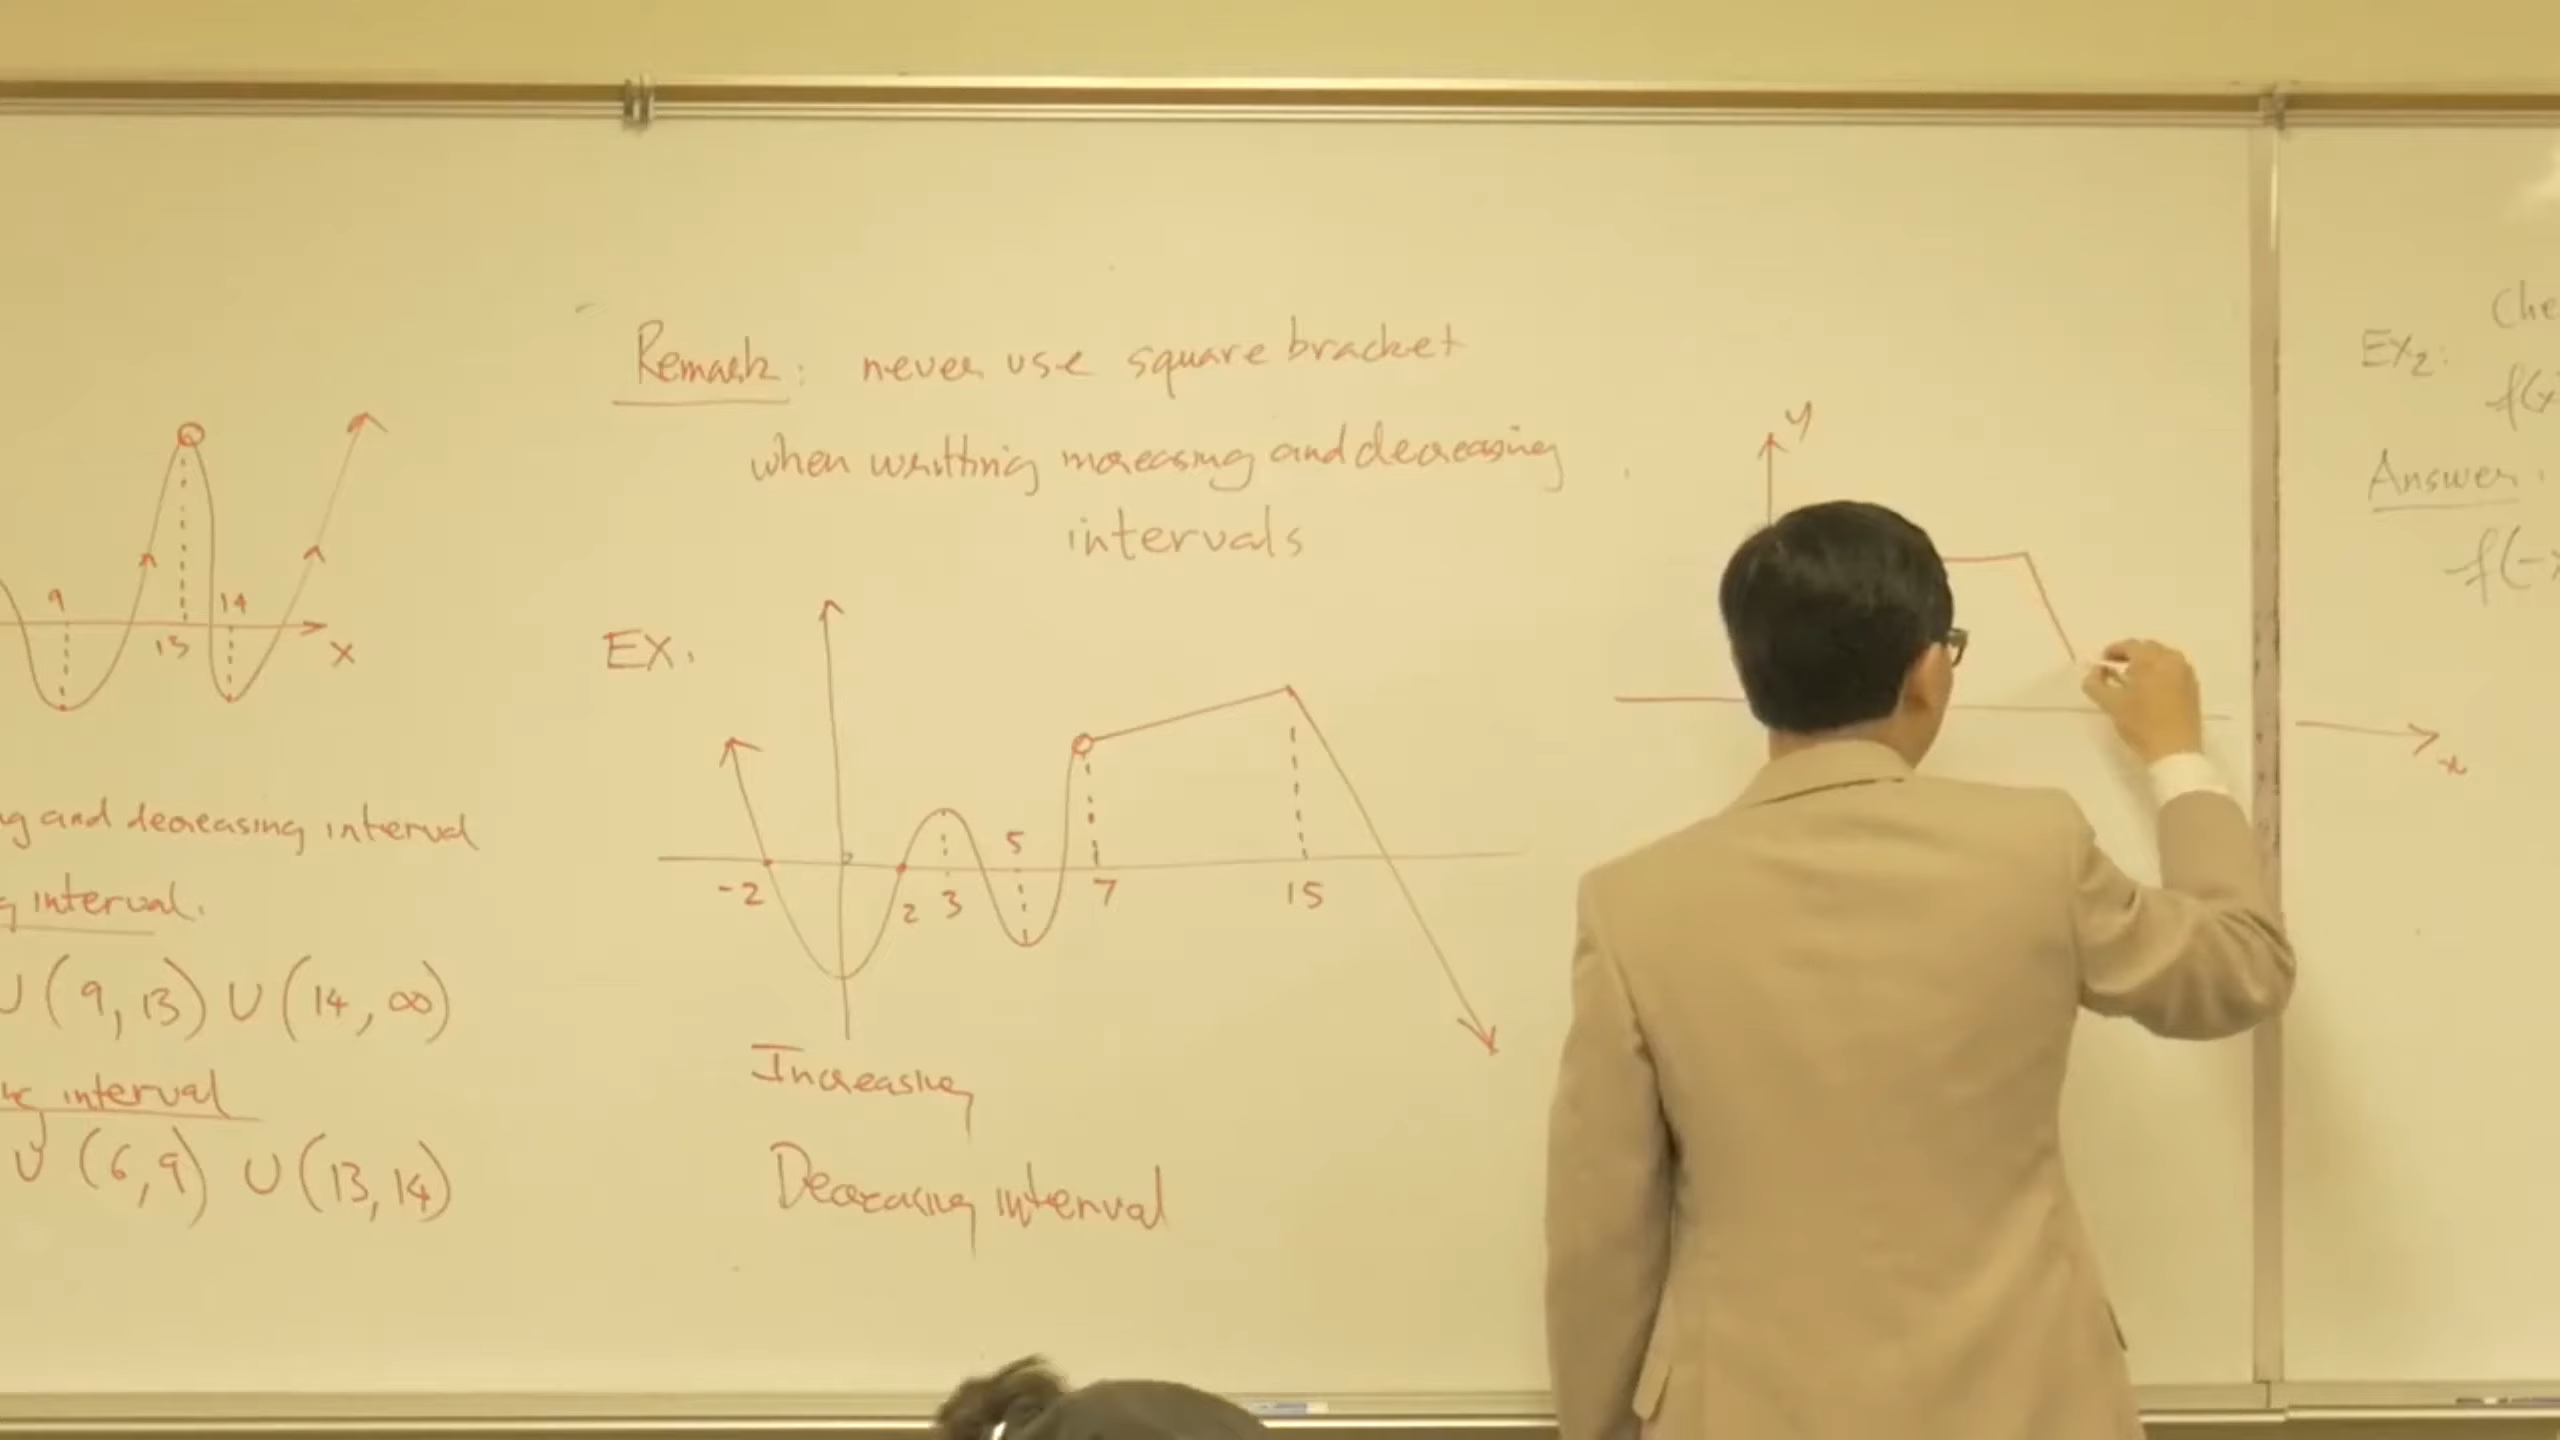 9
13
14
x
g and decreasing interval
g interval.
∪ (9, 13) ∪ (14, ∞)
interval
∪ (6, 9) ∪ (13, 14)
Remark: never use square bracket
when writting increasing and decreasing
intervals
EX.
-2
2
3
5
7
15
Increasing
Decreasing interval
y
x
Che
EX2:
f(x
Answer:
f(-x